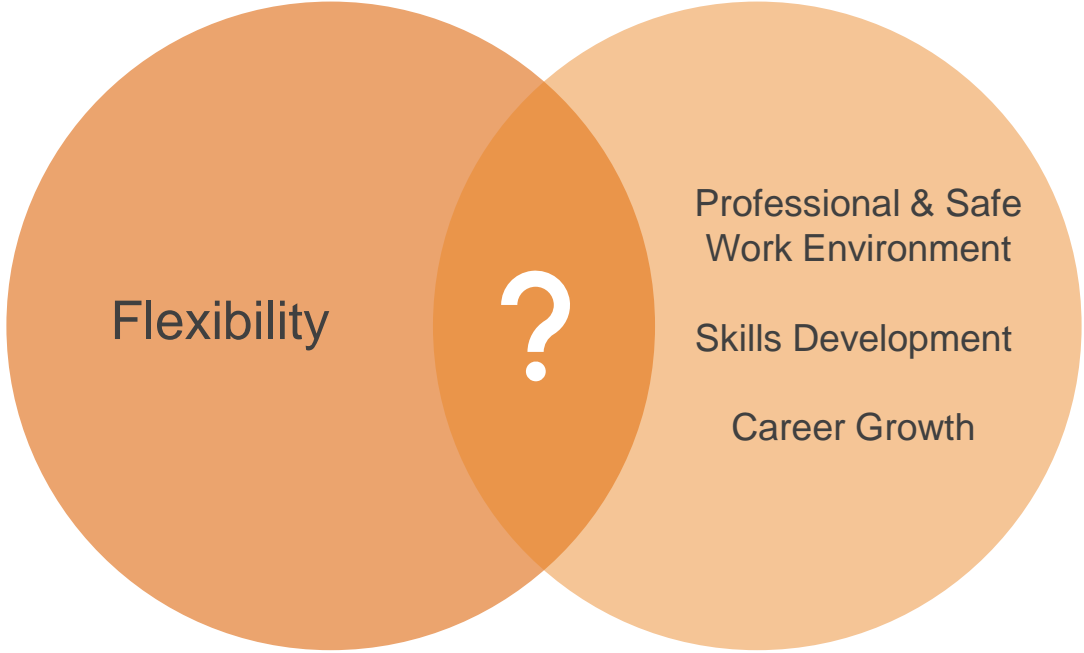 Flexibility
?
Professional & Safe
Work Environment
Skills Development
Career Growth